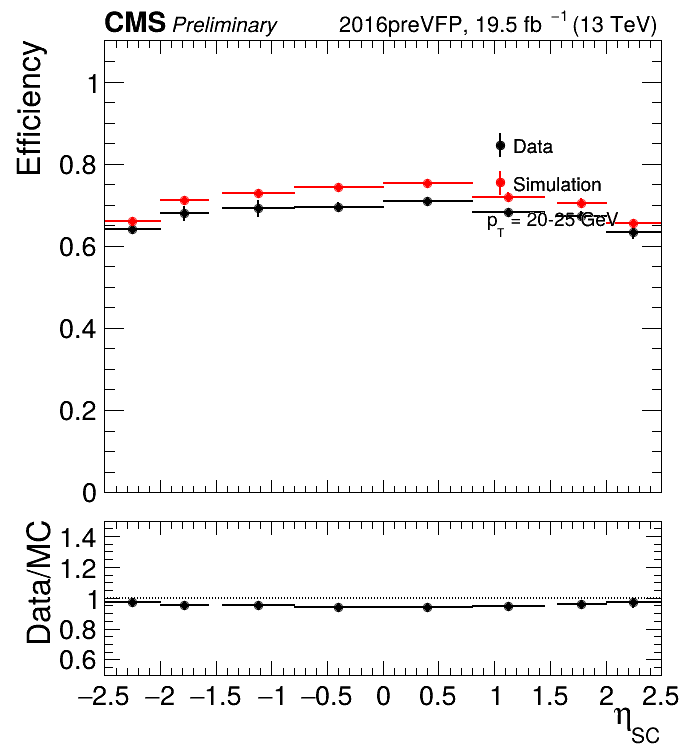 CMS Preliminary 2016preVFP, 19.5 fb⁻¹ (13 TeV)
Efficiency
1
0.8
0.6
0.4
0.2
0
Data
Simulation
p_T = 20-25 GeV
Data/MC
1.4
1.2
1
0.8
0.6
−2.5 −2 −1.5 −1 −0.5 0 0.5 1 1.5 2 2.5
η_SC